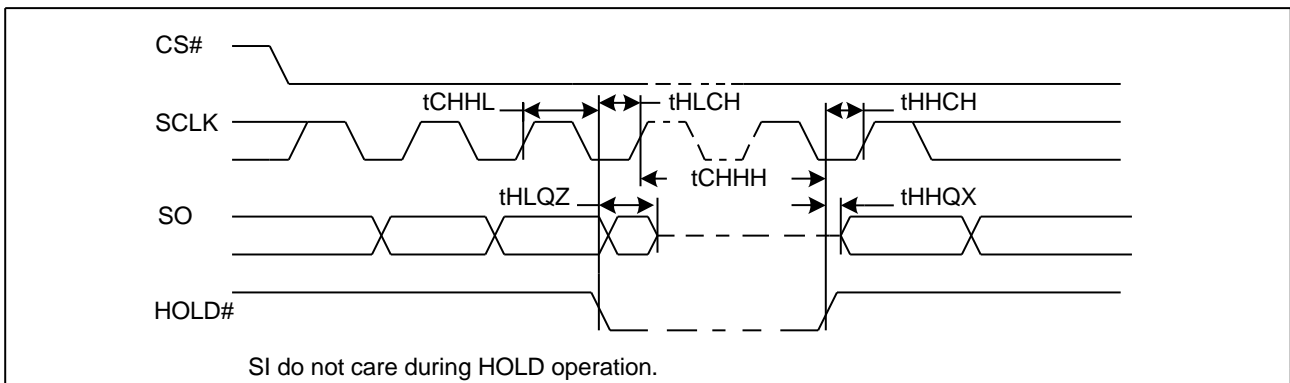 CS#
tCHHL
tHLCH
tHHCH
SCLK
tCHHH
tHLQZ
tHHQX
SO
HOLD#
SI do not care during HOLD operation.